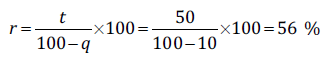 r = t/(100−q) ×100 = 50/(100−10) ×100 = 56 %